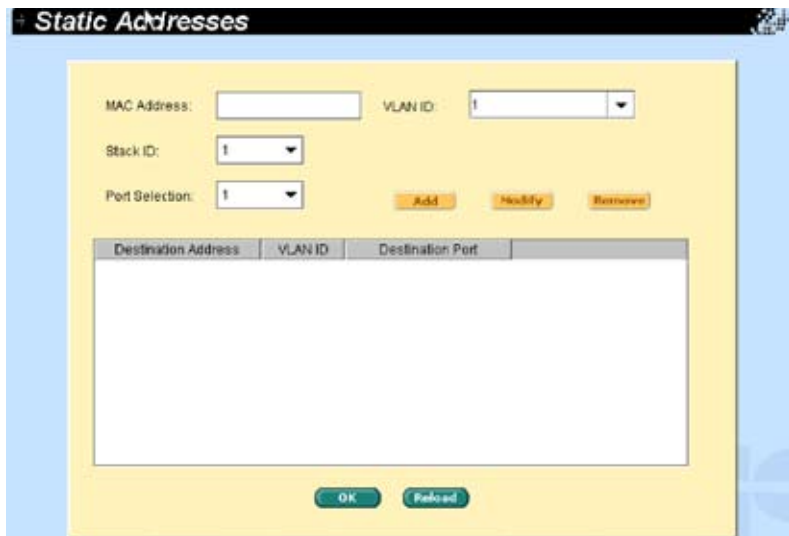 Static Addresses
MAC Address: VLAN ID: 1
Stack ID: 1
Port Selection: 1 Add Modify Remove
Destination Address VLAN ID Destination Port
OK Reload